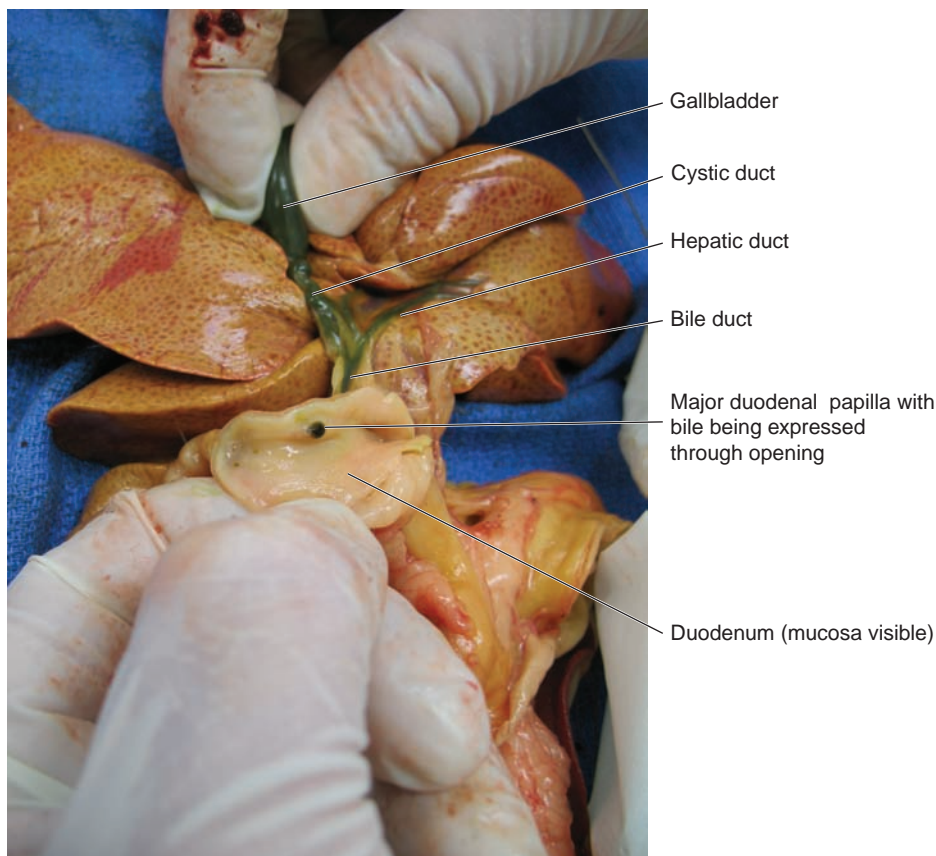 Gallbladder
Cystic duct
Hepatic duct
Bile duct
Major duodenal papilla with
bile being expressed
through opening
Duodenum (mucosa visible)